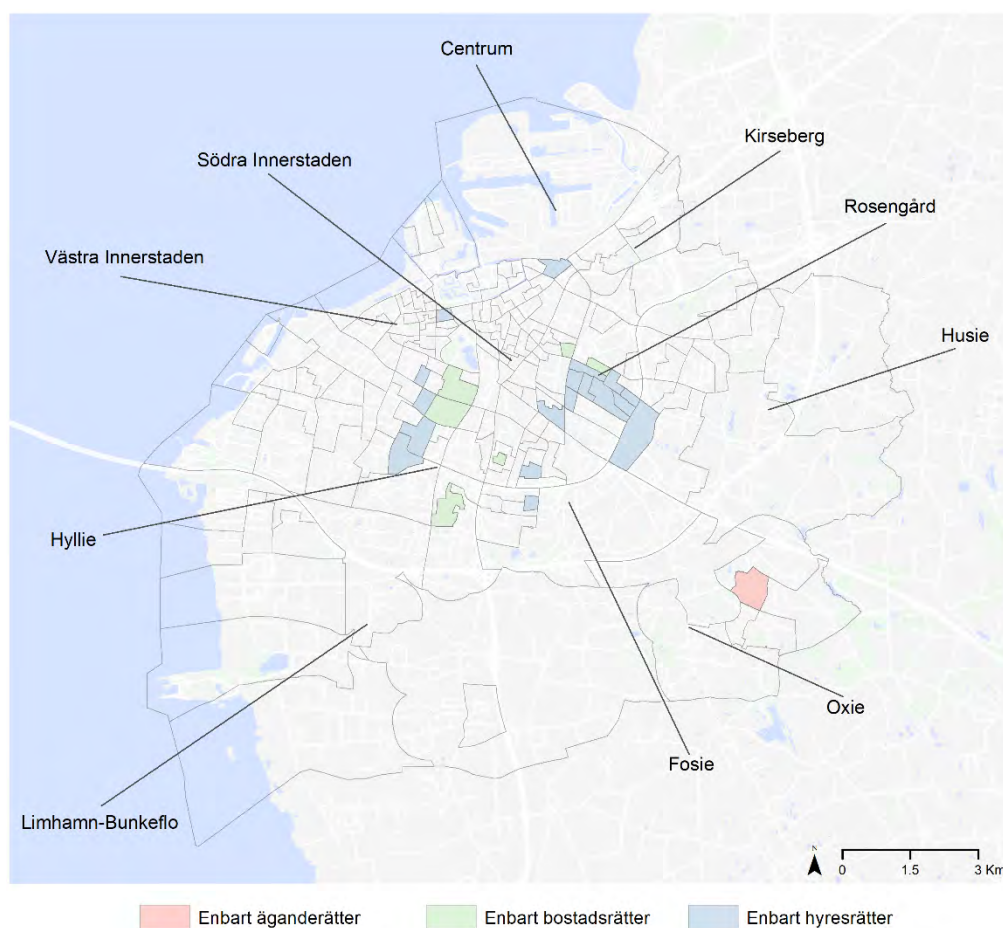 Centrum
Kirseberg
Södra Innerstaden
Rosengård
Västra Innerstaden
Husie
Hyllie
Oxie
Fosie
Limhamn-Bunkeflo
N
0 1.5 3 Km
Enbart äganderätter Enbart bostadsrätter Enbart hyresrätter